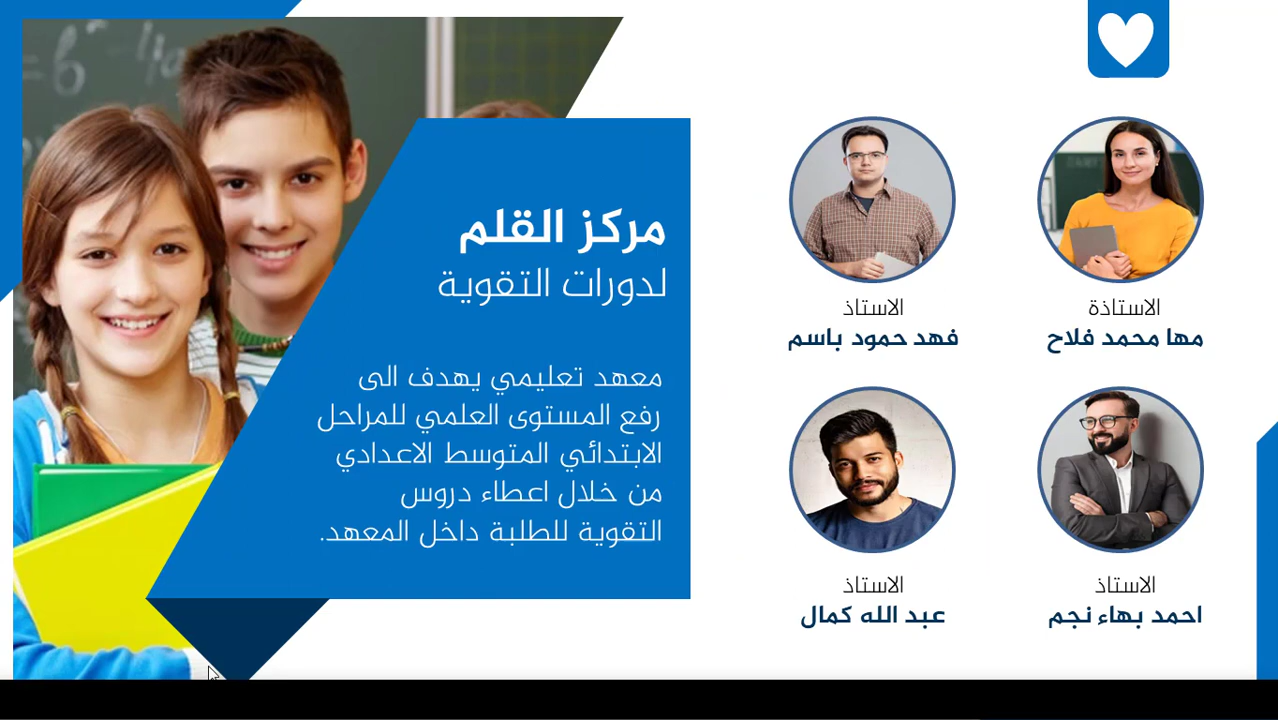 مركز القلم
لدورات التقوية
معهد تعليمي يهدف الى
رفع المستوى العلمي للمراحل
الابتدائي المتوسط الاعدادي
من خلال اعطاء دروس
التقوية للطلبة داخل المعهد.
الاستاذة
مها محمد فلاح
الاستاذ
فهد حمود باسم
الاستاذ
احمد بهاء نجم
الاستاذ
عبد الله كمال